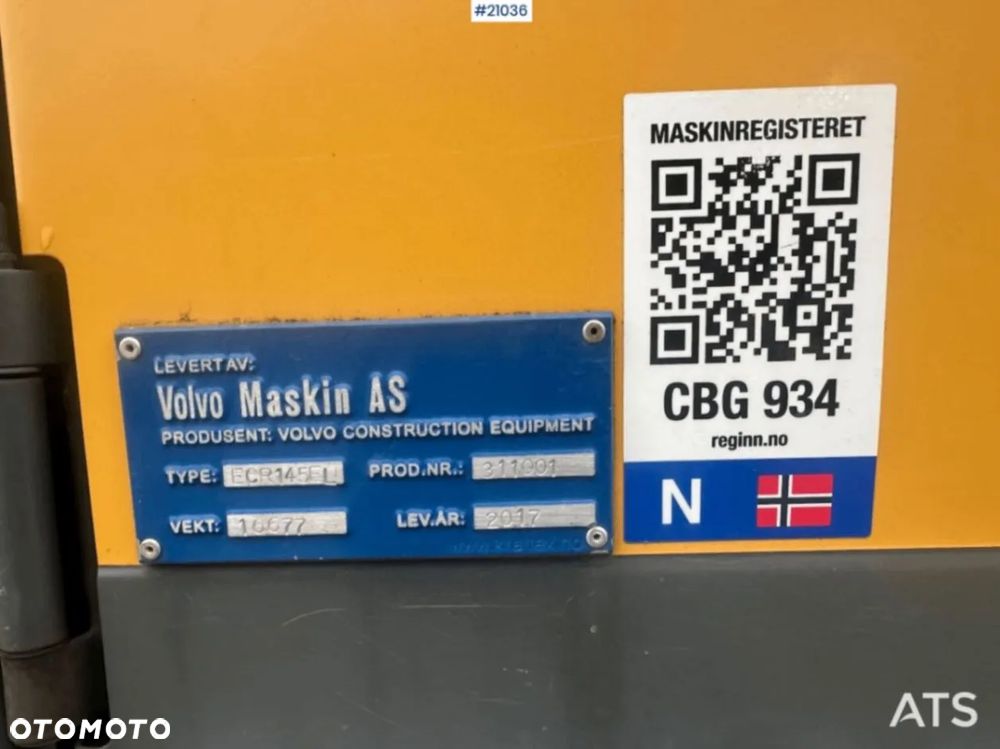 #21036
MASKINREGISTERET
CBG 934
reginn.no
N
LEVERT AV:
Volvo Maskin AS
PRODUSENT: VOLVO CONSTRUCTION EQUIPMENT
TYPE: ECR145EL PROD.NR.: 311001
VEKT: 16677 LEV.ÅR: 2017
OTOMOTO
ATS